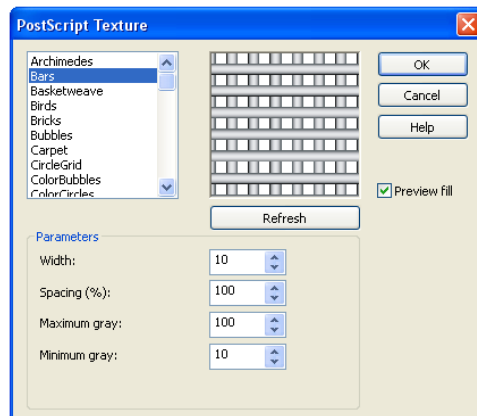 PostScript Texture
Archimedes
Bars
Basketweave
Birds
Bricks
Bubbles
Carpet
CircleGrid
ColorBubbles
ColorCircles
OK
Cancel
Help
Preview fill
Refresh
Parameters
Width: 10
Spacing (%): 100
Maximum gray: 100
Minimum gray: 10